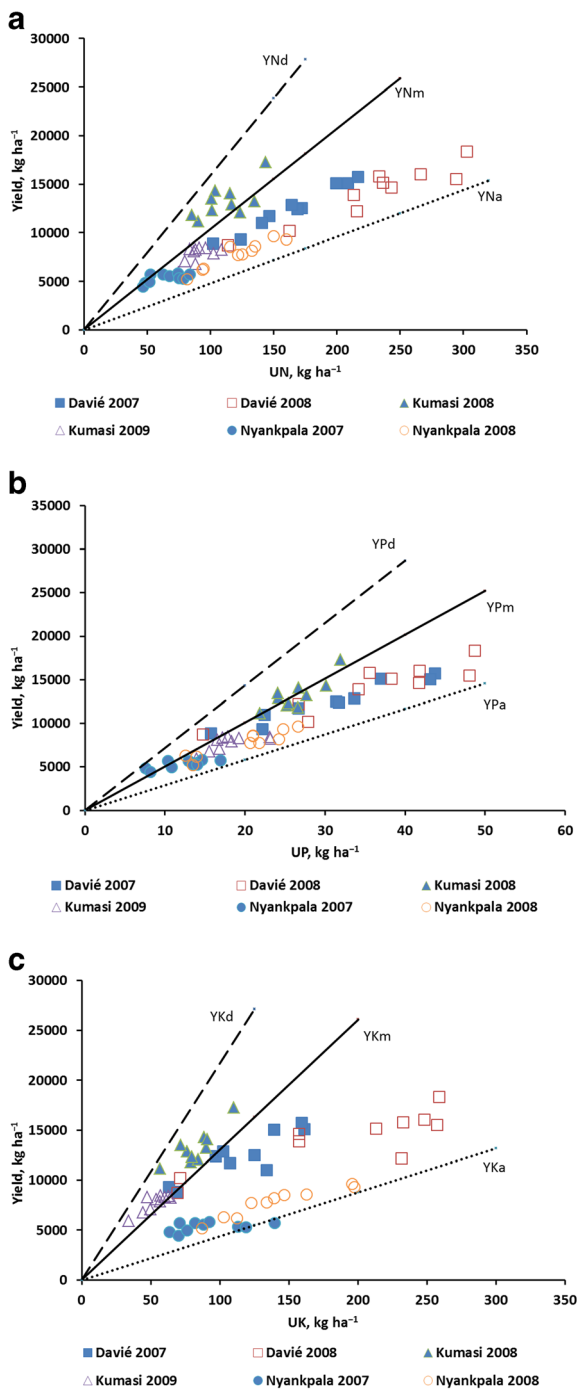 a
30000
25000
20000
15000
10000
5000
0
Yield, kg ha⁻¹
YNd
YNm
YNa
0 50 100 150 200 250 300 350
UN, kg ha⁻¹
Davié 2007 Davié 2008 Kumasi 2008
Kumasi 2009 Nyankpala 2007 Nyankpala 2008
b
35000
30000
25000
20000
15000
10000
5000
0
Yield, kg ha⁻¹
YPd
YPm
YPa
0 10 20 30 40 50 60
UP, kg ha⁻¹
Davié 2007 Davié 2008 Kumasi 2008
Kumasi 2009 Nyankpala 2007 Nyankpala 2008
c
30000
25000
20000
15000
10000
5000
0
Yield, kg ha⁻¹
YKd
YKm
YKa
0 50 100 150 200 250 300 350
UK, kg ha⁻¹
Davié 2007 Davié 2008 Kumasi 2008
Kumasi 2009 Nyankpala 2007 Nyankpala 2008